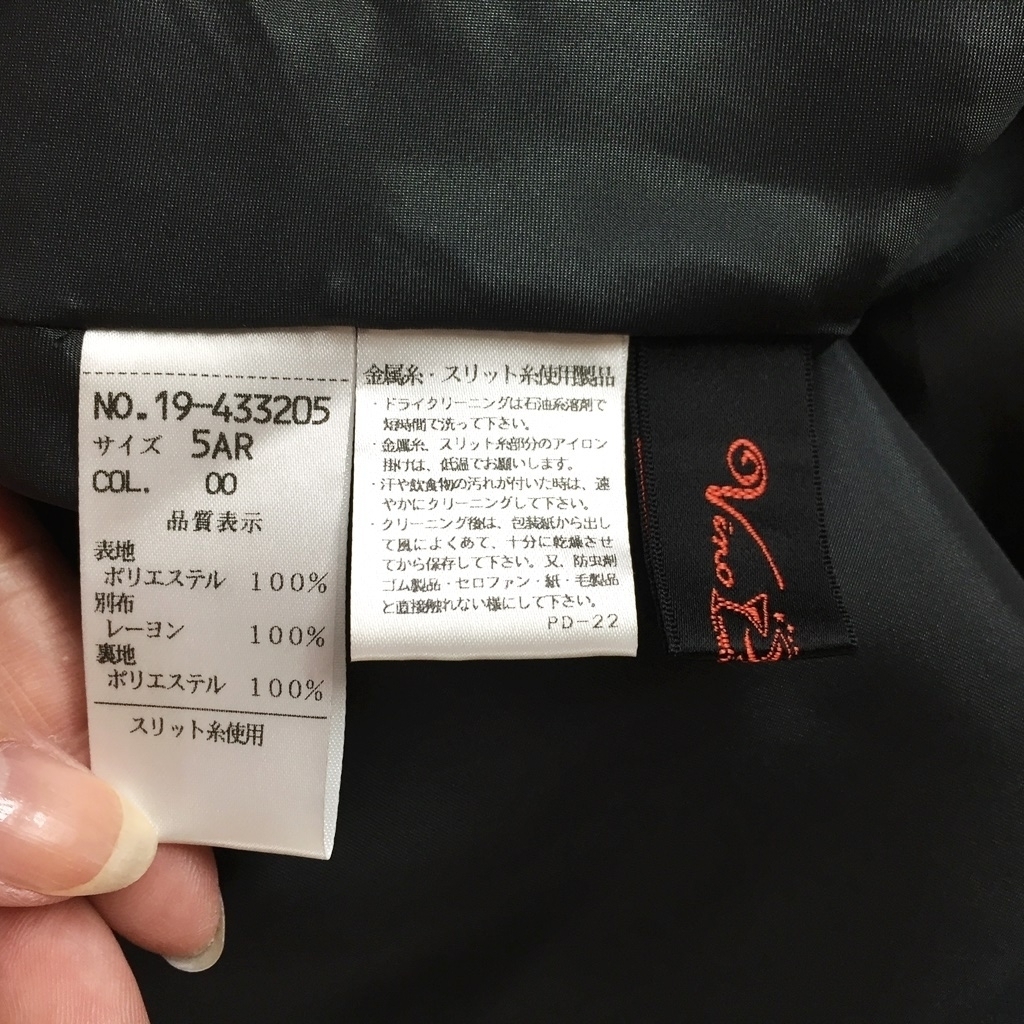 NO.19-433205
サイズ 5AR
COL. 00
品質表示
表地
ポリエステル 100%
別布
レーヨン 100%
裏地
ポリエステル 100%
スリット糸使用
金属糸・スリット糸使用製品
・ドライクリーニングは石油系溶剤で
短時間で洗って下さい。
・金属糸、スリット糸部分のアイロン
掛けは、低温でお願いします。
・汗や飲食物の汚れが付いた時は、速
やかにクリーニングして下さい。
・クリーニング後は、包装紙から出し
て風によくあて、十分に乾燥させ
てから保存して下さい。又、防虫剤
ゴム製品・セロファン・紙・毛製品
と直接触れない様にして下さい。
PD-22